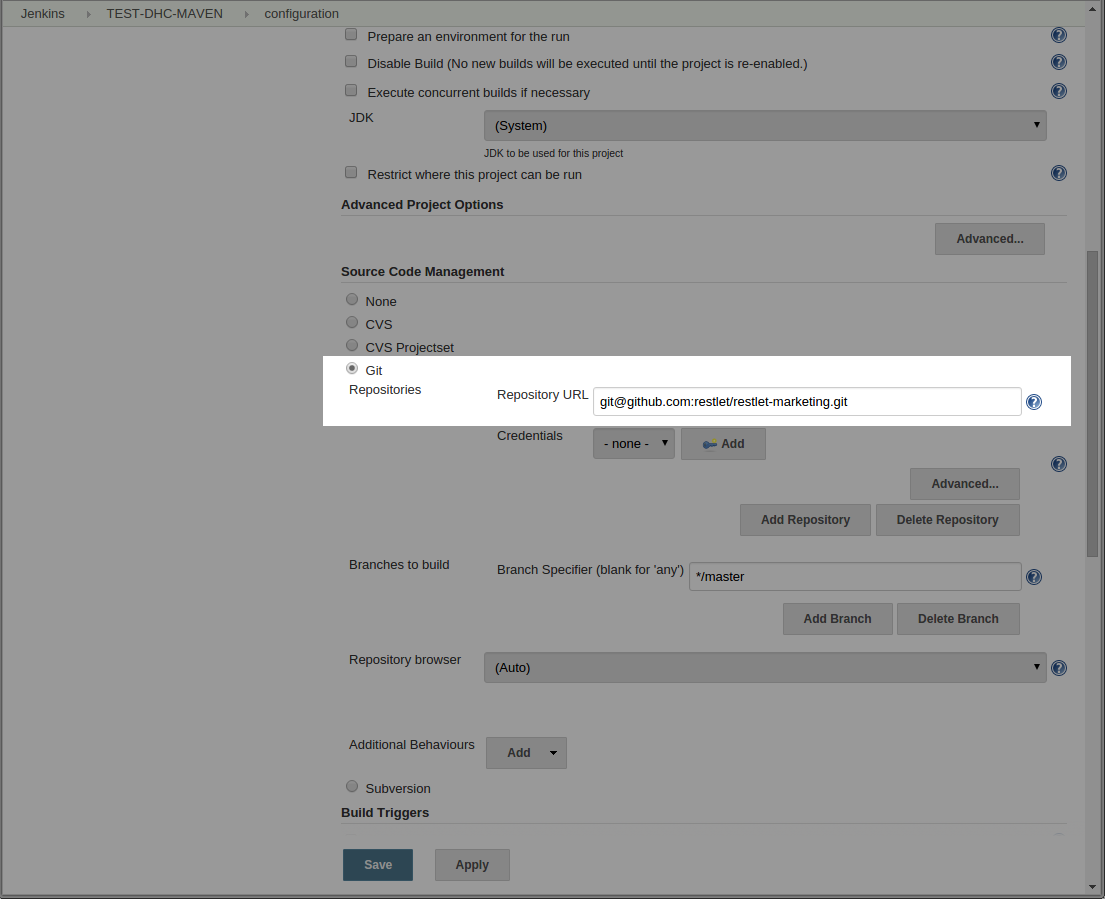 Jenkins TEST-DHC-MAVEN configuration
Prepare an environment for the run
Disable Build (No new builds will be executed until the project is re-enabled.)
Execute concurrent builds if necessary
JDK (System)
JDK to be used for this project
Restrict where this project can be run
Advanced Project Options
Advanced...
Source Code Management
None
CVS
CVS Projectset
Git
Repositories Repository URL git@github.com:restlet/restlet-marketing.git
Credentials - none - Add
Advanced...
Add Repository Delete Repository
Branches to build Branch Specifier (blank for 'any') */master
Add Branch Delete Branch
Repository browser (Auto)
Additional Behaviours Add
Subversion
Build Triggers
Save Apply